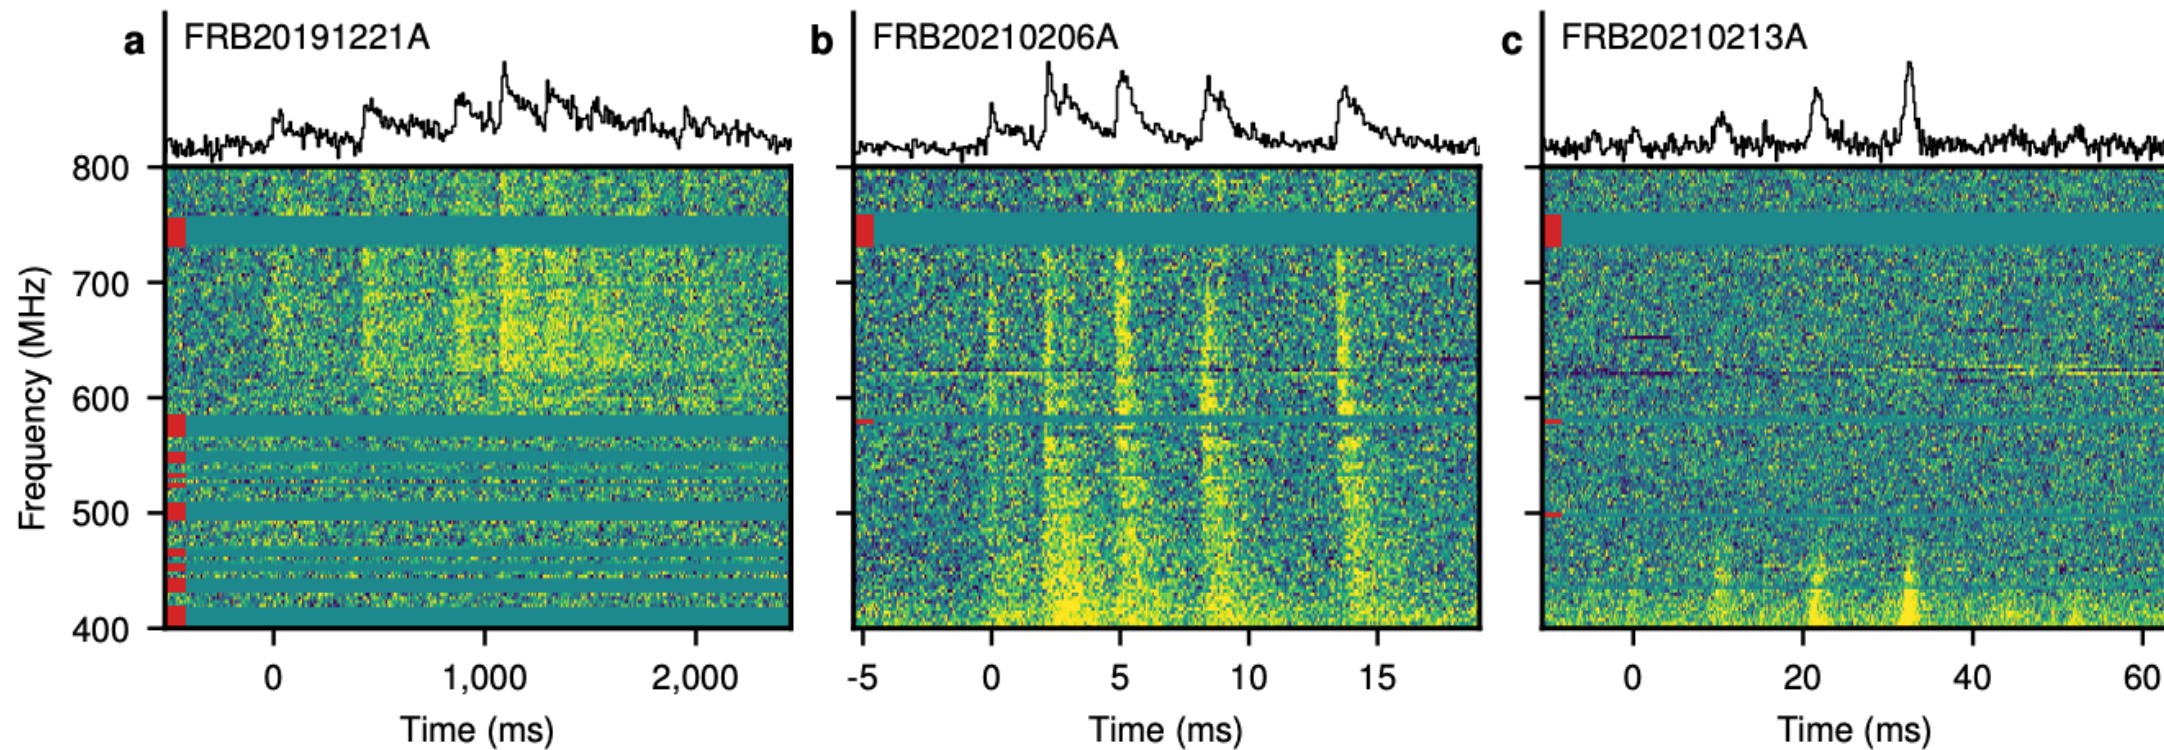 a FRB20191221A
b FRB20210206A
c FRB20210213A
Frequency (MHz)
800
700
600
500
400
0 1,000 2,000
Time (ms)
-5 0 5 10 15
Time (ms)
0 20 40 60
Time (ms)